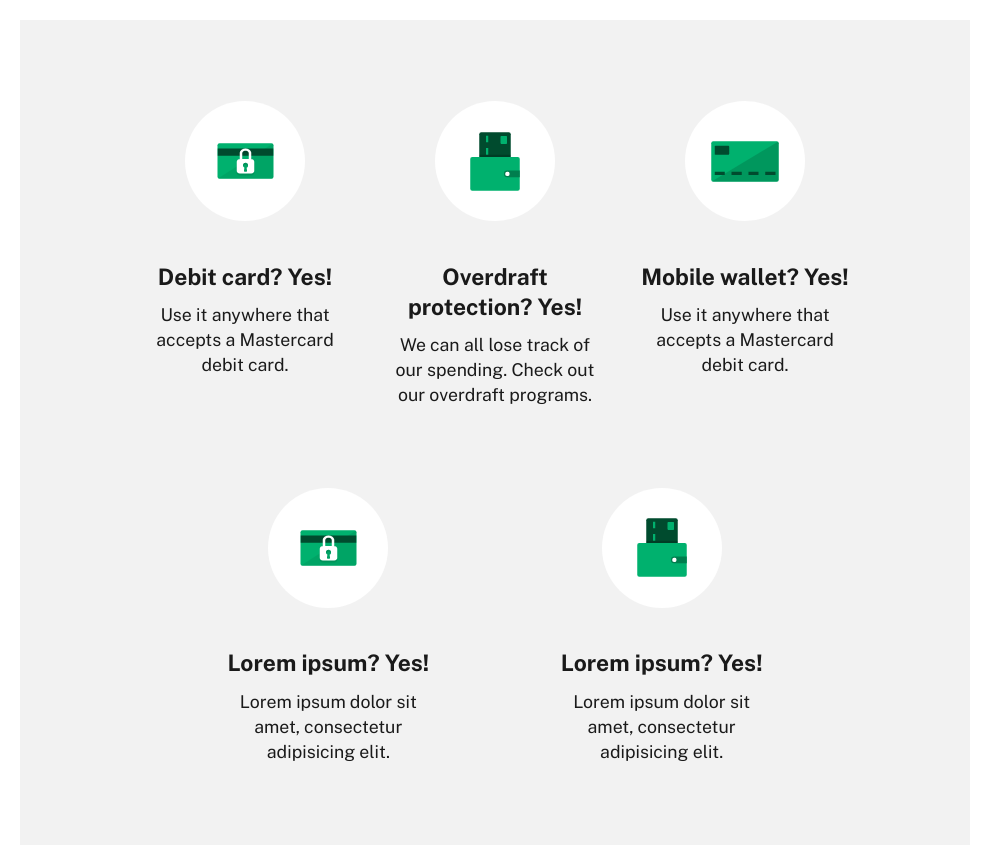 Debit card? Yes!
Use it anywhere that
accepts a Mastercard
debit card.
Overdraft
protection? Yes!
We can all lose track of
our spending. Check out
our overdraft programs.
Mobile wallet? Yes!
Use it anywhere that
accepts a Mastercard
debit card.
Lorem ipsum? Yes!
Lorem ipsum dolor sit
amet, consectetur
adipisicing elit.
Lorem ipsum? Yes!
Lorem ipsum dolor sit
amet, consectetur
adipisicing elit.